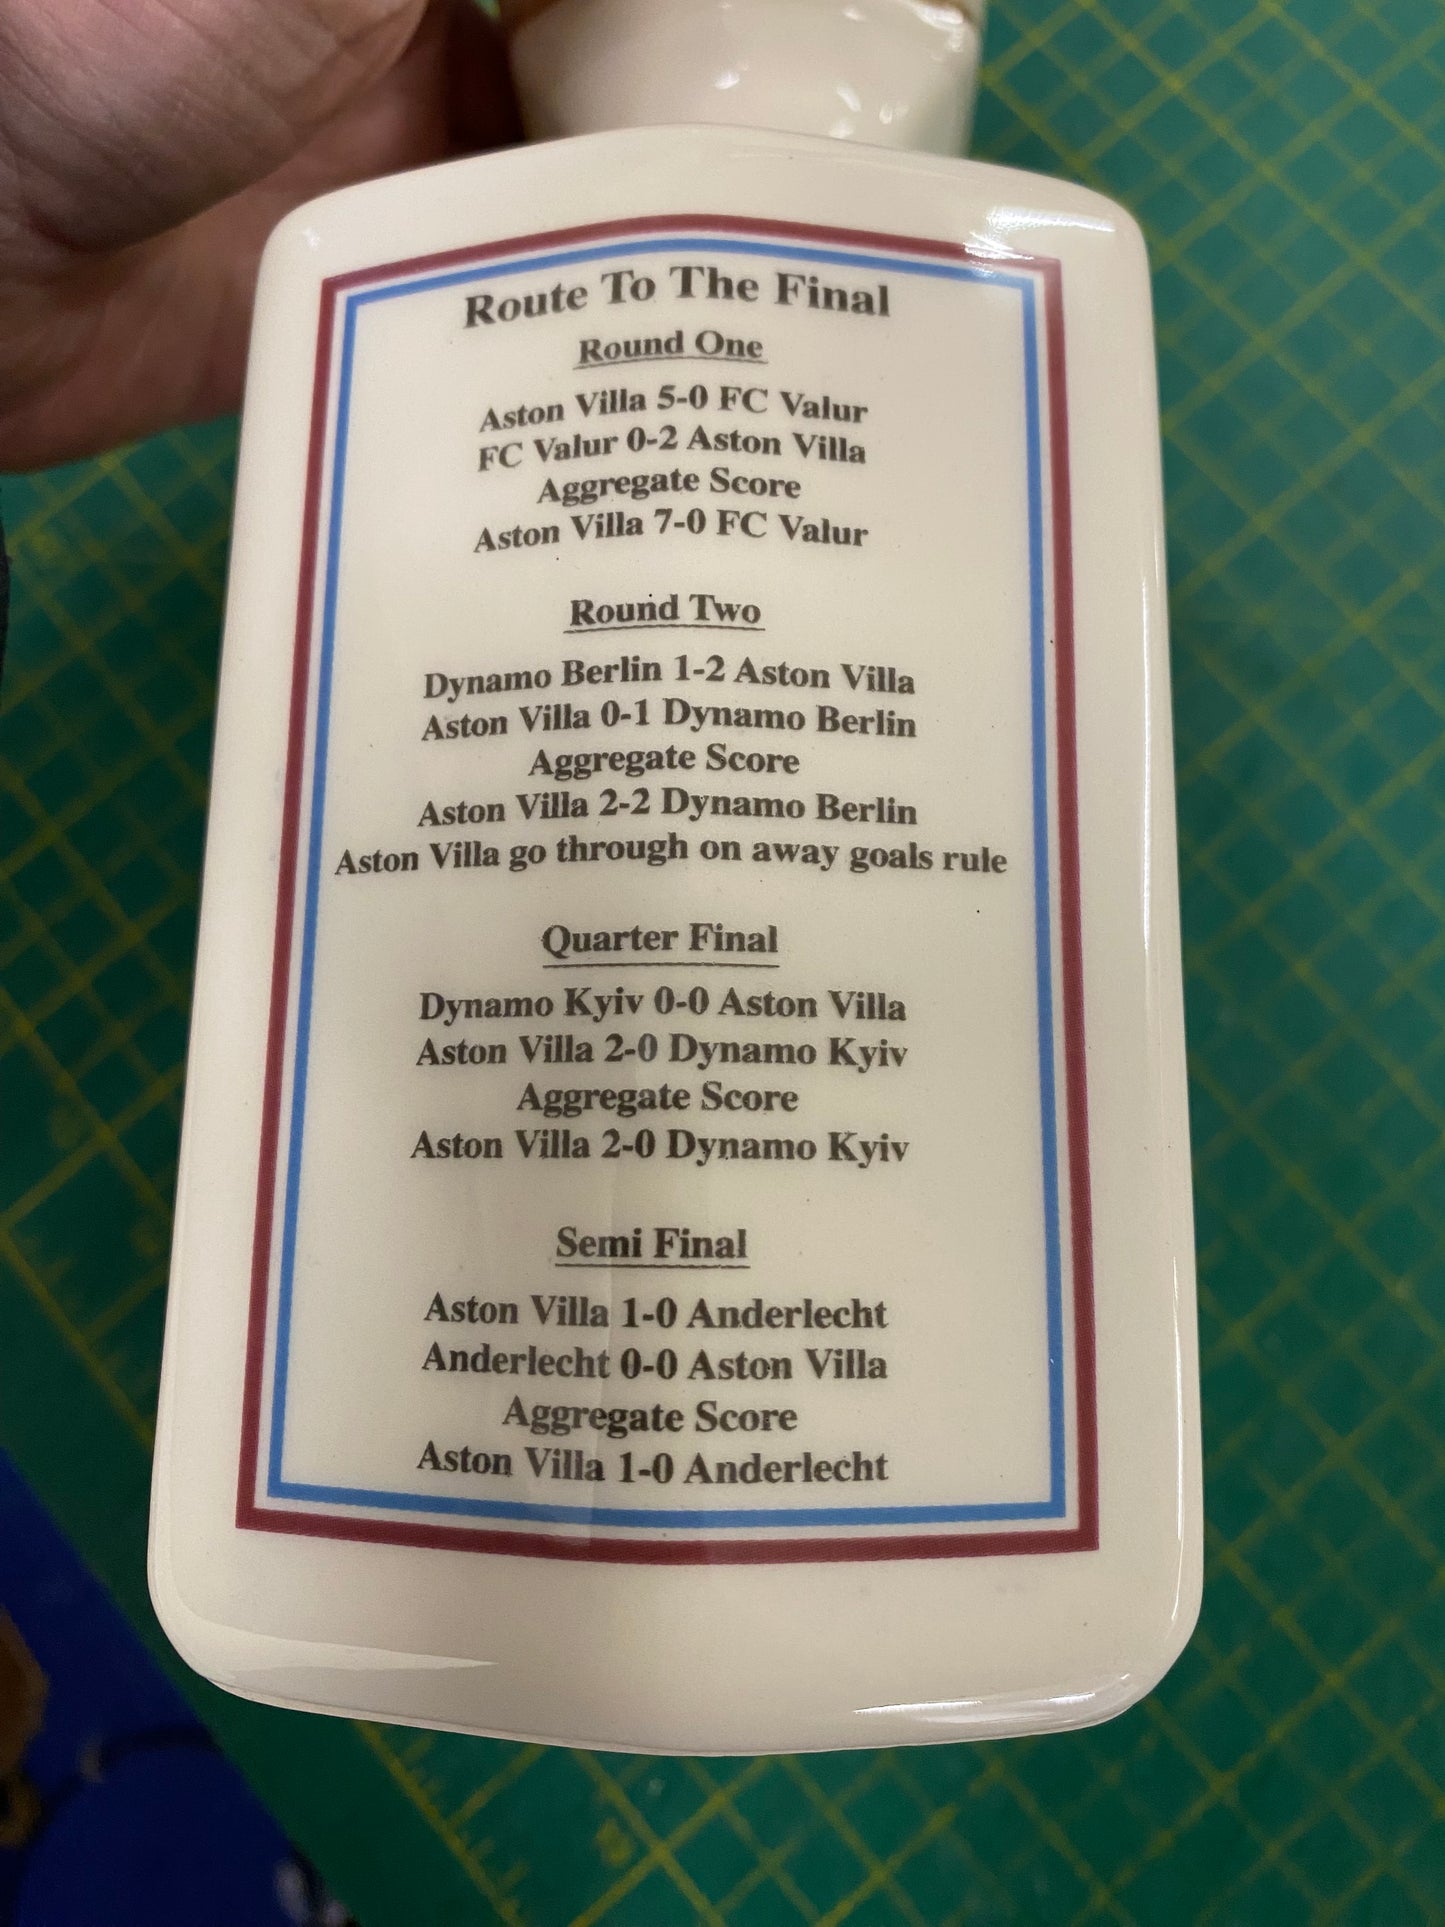 Route To The Final
Round One
Aston Villa 5-0 FC Valur
FC Valur 0-2 Aston Villa
Aggregate Score
Aston Villa 7-0 FC Valur
Round Two
Dynamo Berlin 1-2 Aston Villa
Aston Villa 0-1 Dynamo Berlin
Aggregate Score
Aston Villa 2-2 Dynamo Berlin
Aston Villa go through on away goals rule
Quarter Final
Dynamo Kyiv 0-0 Aston Villa
Aston Villa 2-0 Dynamo Kyiv
Aggregate Score
Aston Villa 2-0 Dynamo Kyiv
Semi Final
Aston Villa 1-0 Anderlecht
Anderlecht 0-0 Aston Villa
Aggregate Score
Aston Villa 1-0 Anderlecht